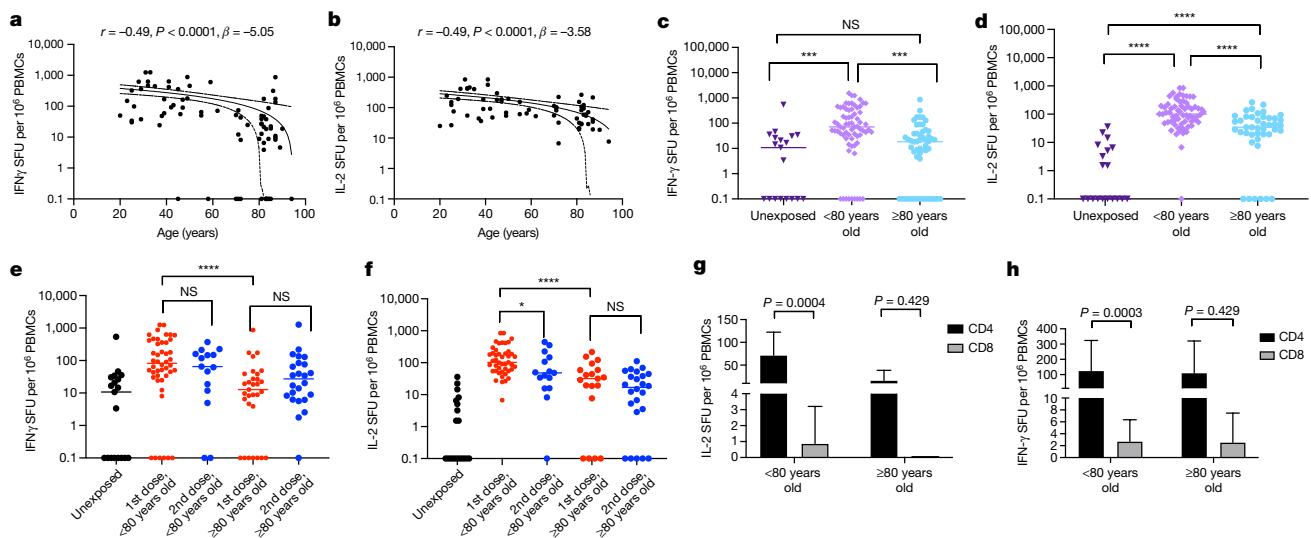 a
r = −0.49, P < 0.0001, β = −5.05
IFNγ SFU per 10⁶ PBMCs
10,000
1,000
100
10
1
0.1
0
20
40
60
80
100
Age (years)
b
r = −0.49, P < 0.0001, β = −3.58
IL-2 SFU per 10⁶ PBMCs
10,000
1,000
100
10
1
0.1
0
20
40
60
80
100
Age (years)
c
NS
***
***
IFN-γ SFU per 10⁶ PBMCs
100,000
10,000
1,000
100
10
1
0.1
Unexposed
<80 years
old
≥80 years
old
d
****
****
****
IL-2 SFU per 10⁶ PBMCs
100,000
10,000
1,000
100
10
1
0.1
Unexposed
<80 years
old
≥80 years
old
e
****
NS
NS
IFNγ SFU per 10⁶ PBMCs
10,000
1,000
100
10
1
0.1
Unexposed
1st dose,
<80 years old
2nd dose,
<80 years old
1st dose,
≥80 years old
2nd dose,
≥80 years old
f
****
*
NS
IL-2 SFU per 10⁶ PBMCs
10,000
1,000
100
10
1
0.1
Unexposed
1st dose,
<80 years old
2nd dose,
<80 years old
1st dose,
≥80 years old
2nd dose,
≥80 years old
g
P = 0.0004
P = 0.429
CD4
CD8
IL-2 SFU per 10⁶ PBMCs
150
100
50
4
3
2
1
0
<80 years
old
≥80 years
old
h
P = 0.0003
P = 0.429
CD4
CD8
IFN-γ SFU per 10⁶ PBMCs
400
300
200
100
10
8
6
4
2
0
<80 years
old
≥80 years
old